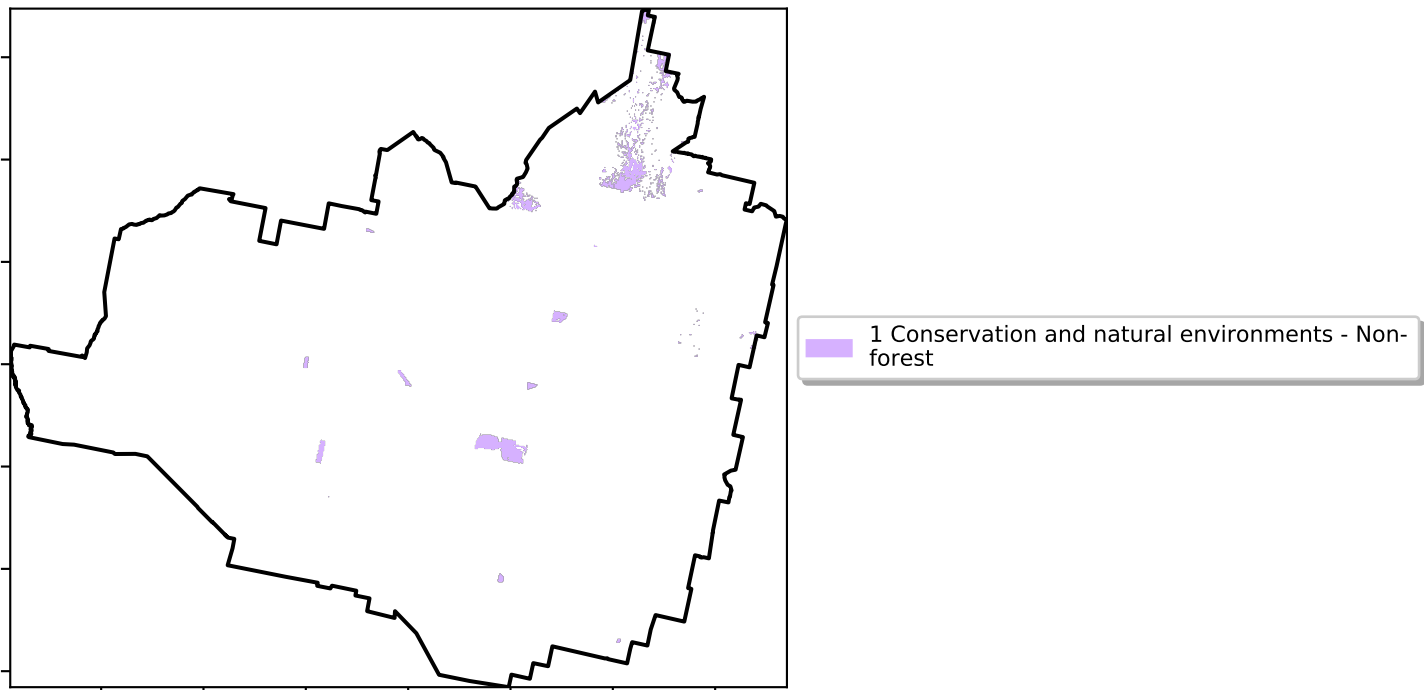 1 Conservation and natural environments - Non-
forest